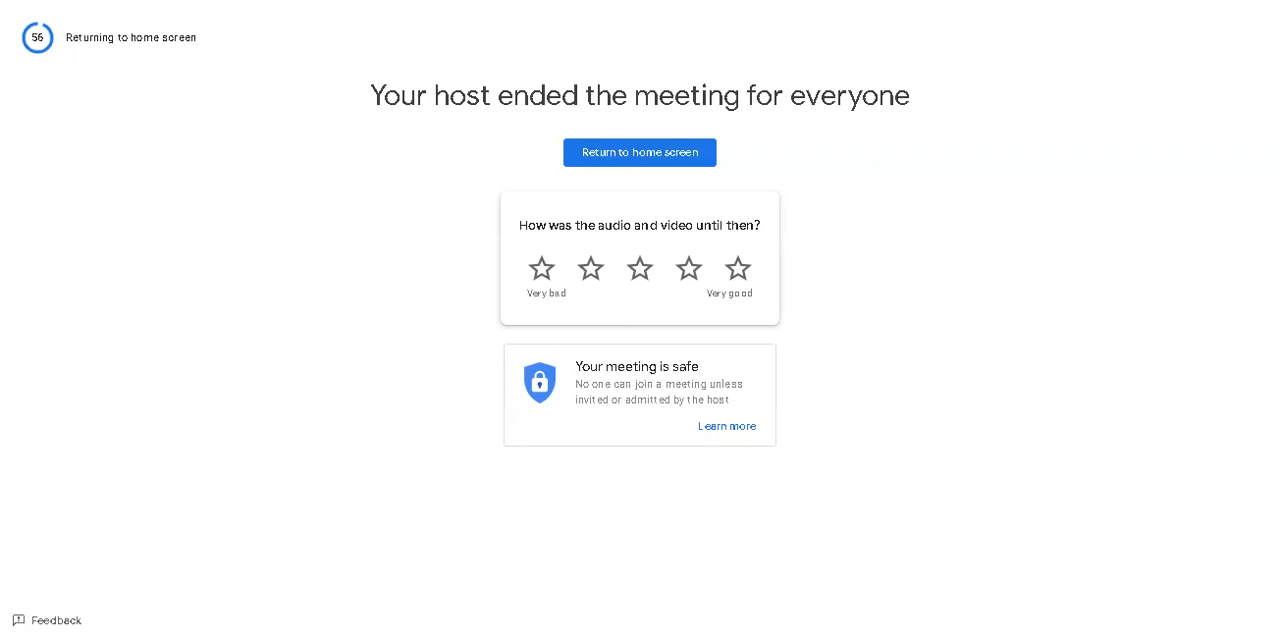 56 Returning to home screen
Your host ended the meeting for everyone
Return to home screen
How was the audio and video until then?
Very bad Very good
Your meeting is safe
No one can join a meeting unless
invited or admitted by the host
Learn more
Feedback